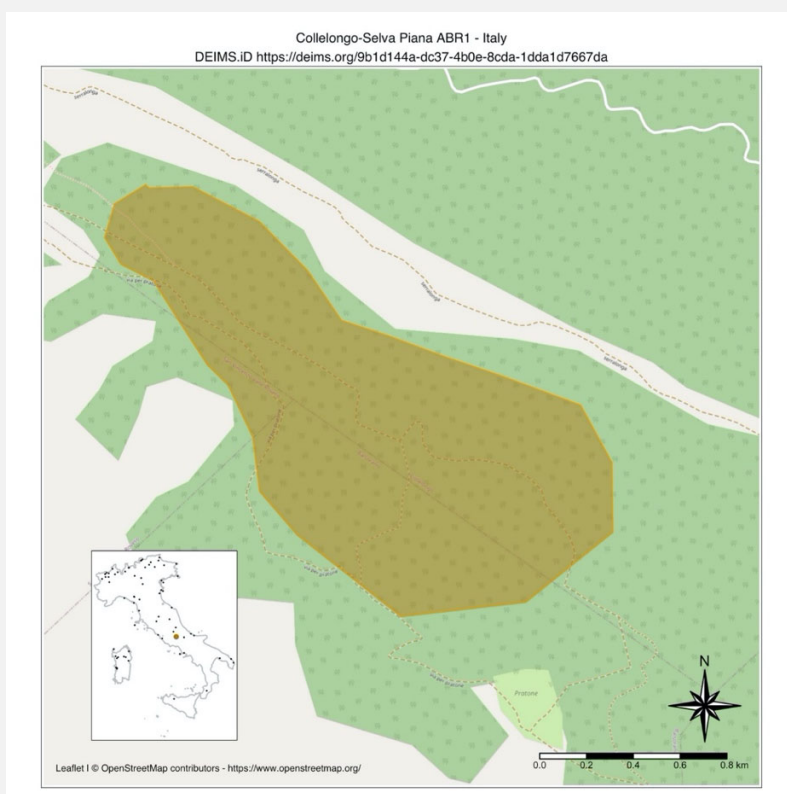 Collelongo-Selva Piana ABR1 - Italy
DEIMS.iD https://deims.org/9b1d144a-dc37-4b0e-8cda-1dda1d7667da
Pratone
N
0.0 0.2 0.4 0.6 0.8 km
Leaflet | © OpenStreetMap contributors - https://www.openstreetmap.org/